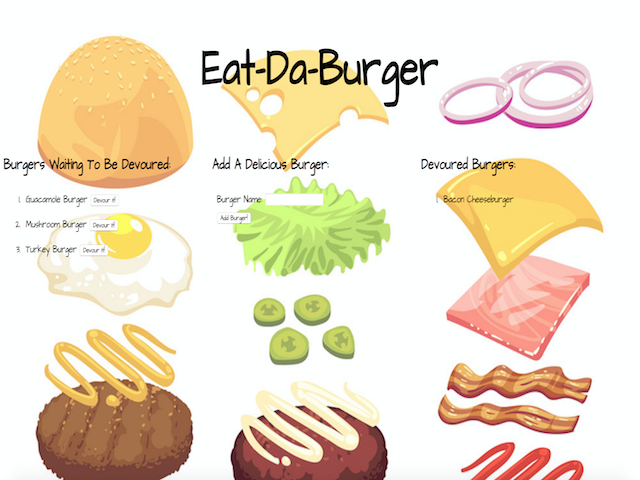 Eat-Da-Burger
Burgers Waiting To Be Devoured:
1. Guacamole Burger Devour it!
2. Mushroom Burger Devour it!
3. Turkey Burger Devour it!
Add A Delicious Burger:
Burger Name
Add Burger!
Devoured Burgers:
1. Bacon Cheeseburger